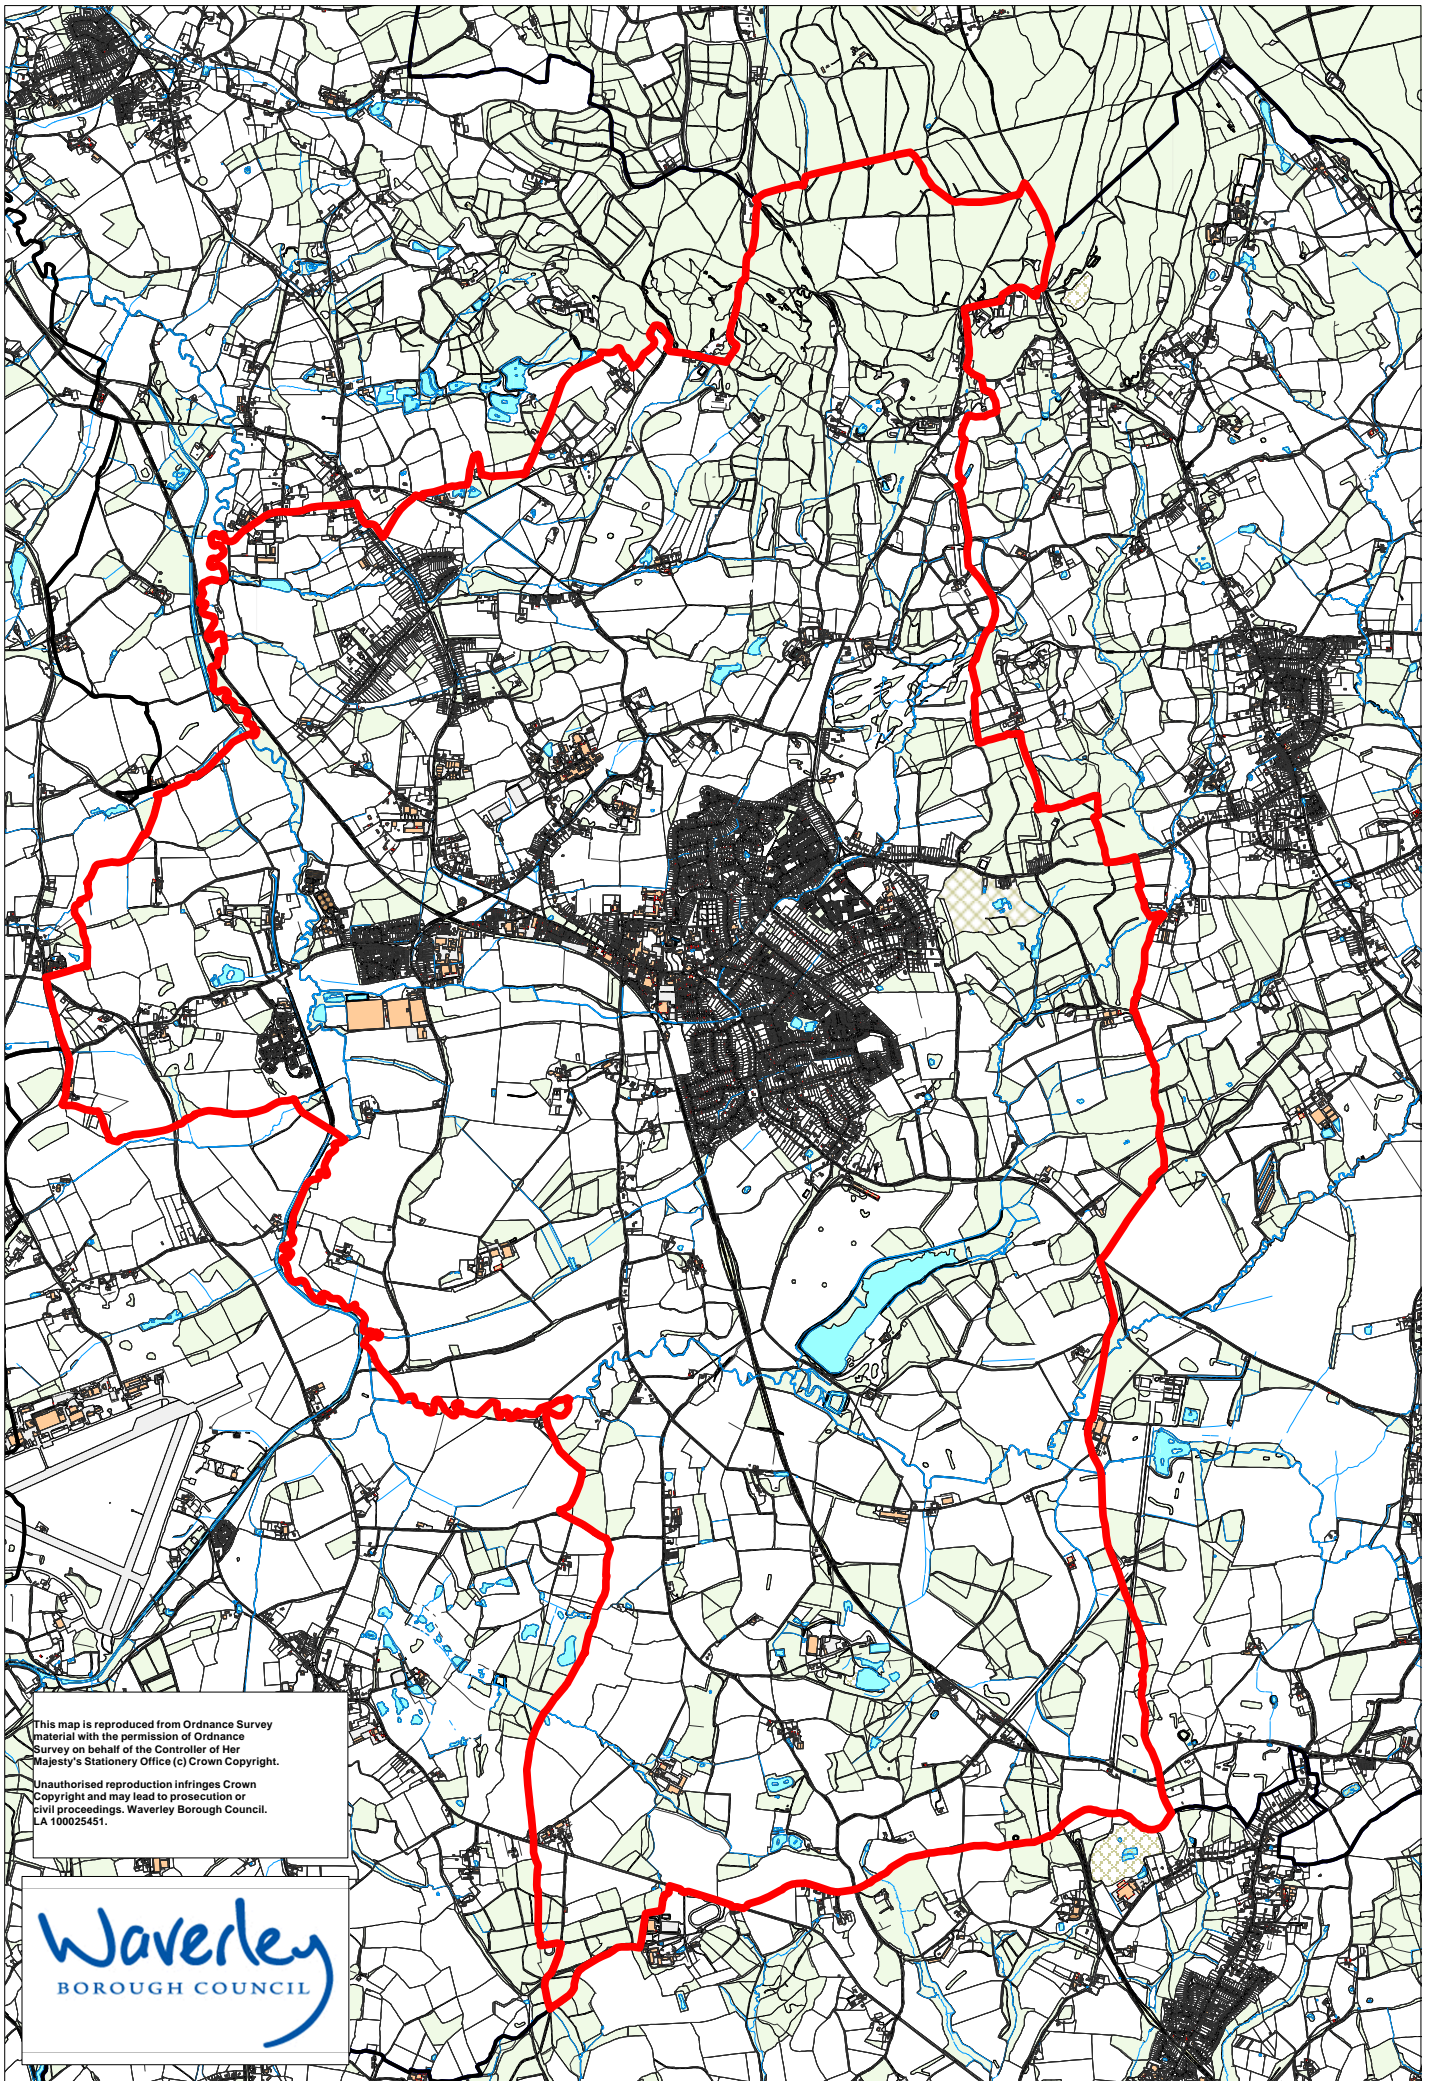 This map is reproduced from Ordnance Survey
material with the permission of Ordnance
Survey on behalf of the Controller of Her
Majesty's Stationery Office (c) Crown Copyright.
Unauthorised reproduction infringes Crown
Copyright and may lead to prosecution or
civil proceedings. Waverley Borough Council.
LA 100025451.
Waverley
BOROUGH COUNCIL